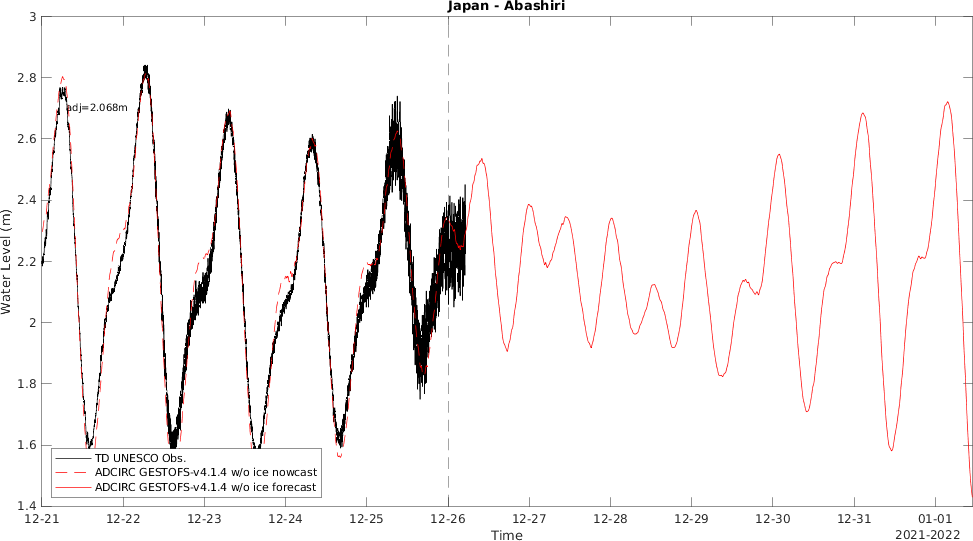 Japan - Abashiri
3
2.8
2.6
2.4
2.2
2
1.8
1.6
1.4
Water Level (m)
adj=2.068m
TD UNESCO Obs.
ADCIRC GESTOFS-v4.1.4 w/o ice nowcast
ADCIRC GESTOFS-v4.1.4 w/o ice forecast
12-21 12-22 12-23 12-24 12-25 12-26 12-27 12-28 12-29 12-30 12-31 01-01
2021-2022
Time